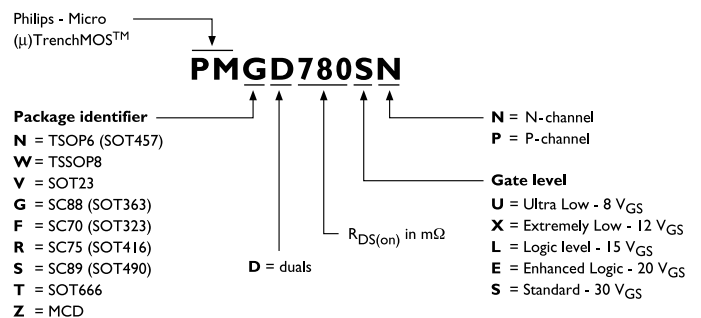 Philips - Micro
(μ)TrenchMOS™
PMGD780SN
Package identifier
N = TSOP6 (SOT457)
W = TSSOP8
V = SOT23
G = SC88 (SOT363)
F = SC70 (SOT323)
R = SC75 (SOT416)
S = SC89 (SOT490)
T = SOT666
Z = MCD
D = duals
RDS(on) in mΩ
N = N-channel
P = P-channel
Gate level
U = Ultra Low - 8 VGS
X = Extremely Low - 12 VGS
L = Logic level - 15 VGS
E = Enhanced Logic - 20 VGS
S = Standard - 30 VGS